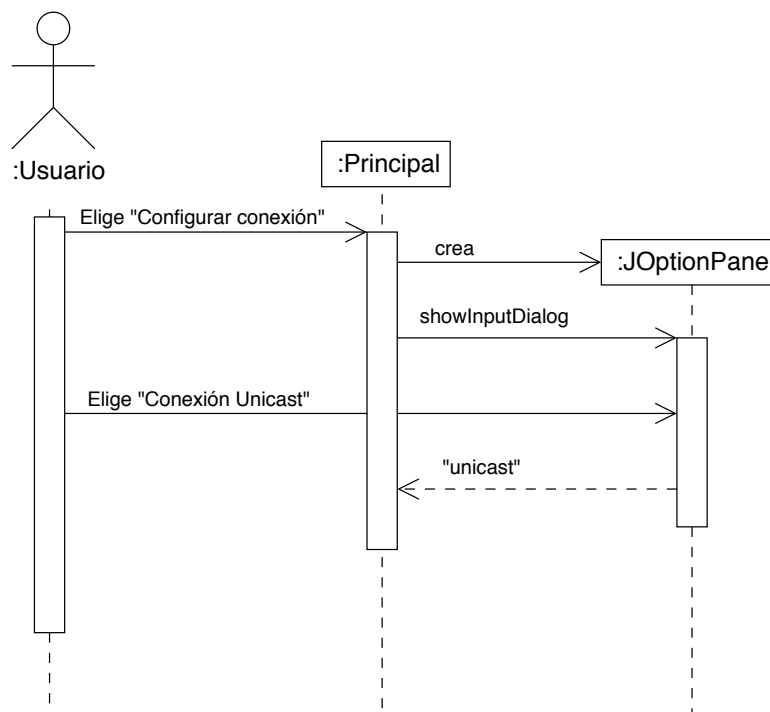 :Usuario
:Principal
Elige "Configurar conexión"
crea
:JOptionPane
showInputDialog
Elige "Conexión Unicast"
"unicast"